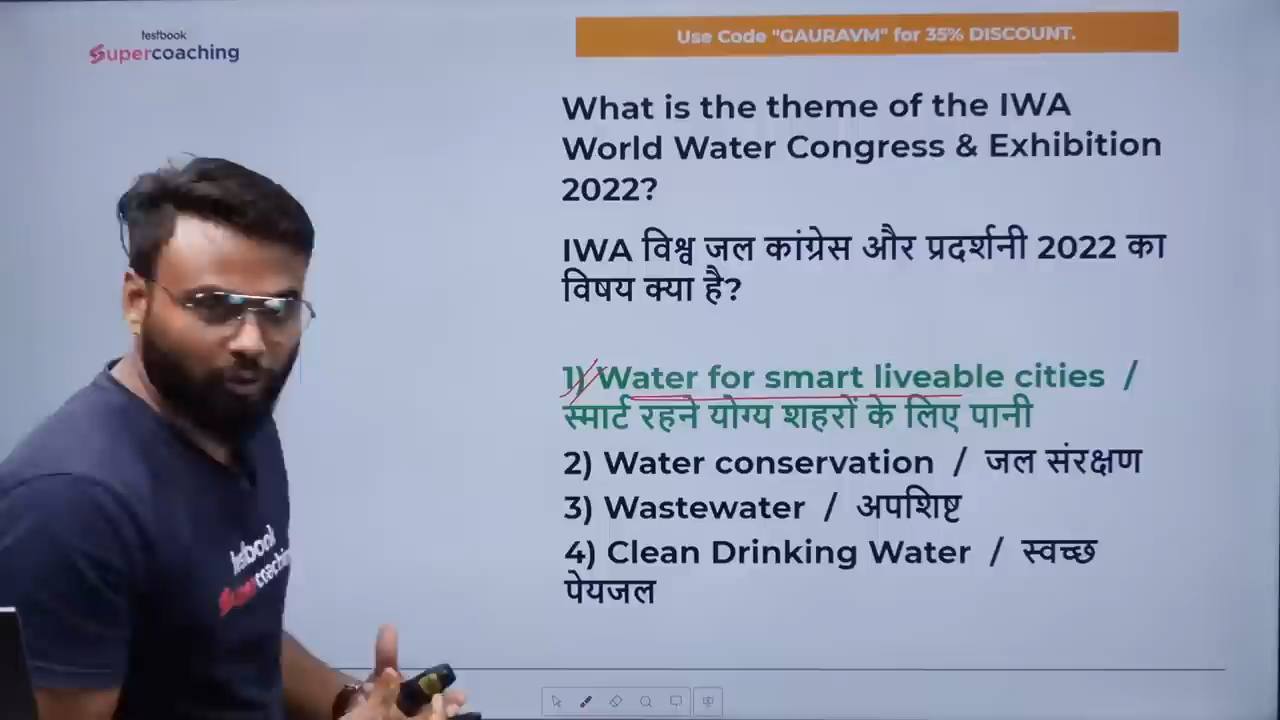 testbook
Supercoaching
Use Code "GAURAVM" for 35% DISCOUNT.
What is the theme of the IWA
World Water Congress & Exhibition
2022?
IWA विश्व जल कांग्रेस और प्रदर्शनी 2022 का
विषय क्या है?
1) Water for smart liveable cities /
स्मार्ट रहने योग्य शहरों के लिए पानी
2) Water conservation / जल संरक्षण
3) Wastewater / अपशिष्ट
4) Clean Drinking Water / स्वच्छ
पेयजल
testbook
Supercoaching